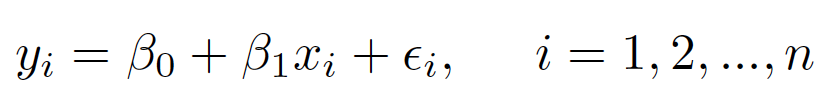 yᵢ = β₀ + β₁xᵢ + ϵᵢ, i = 1, 2, ..., n